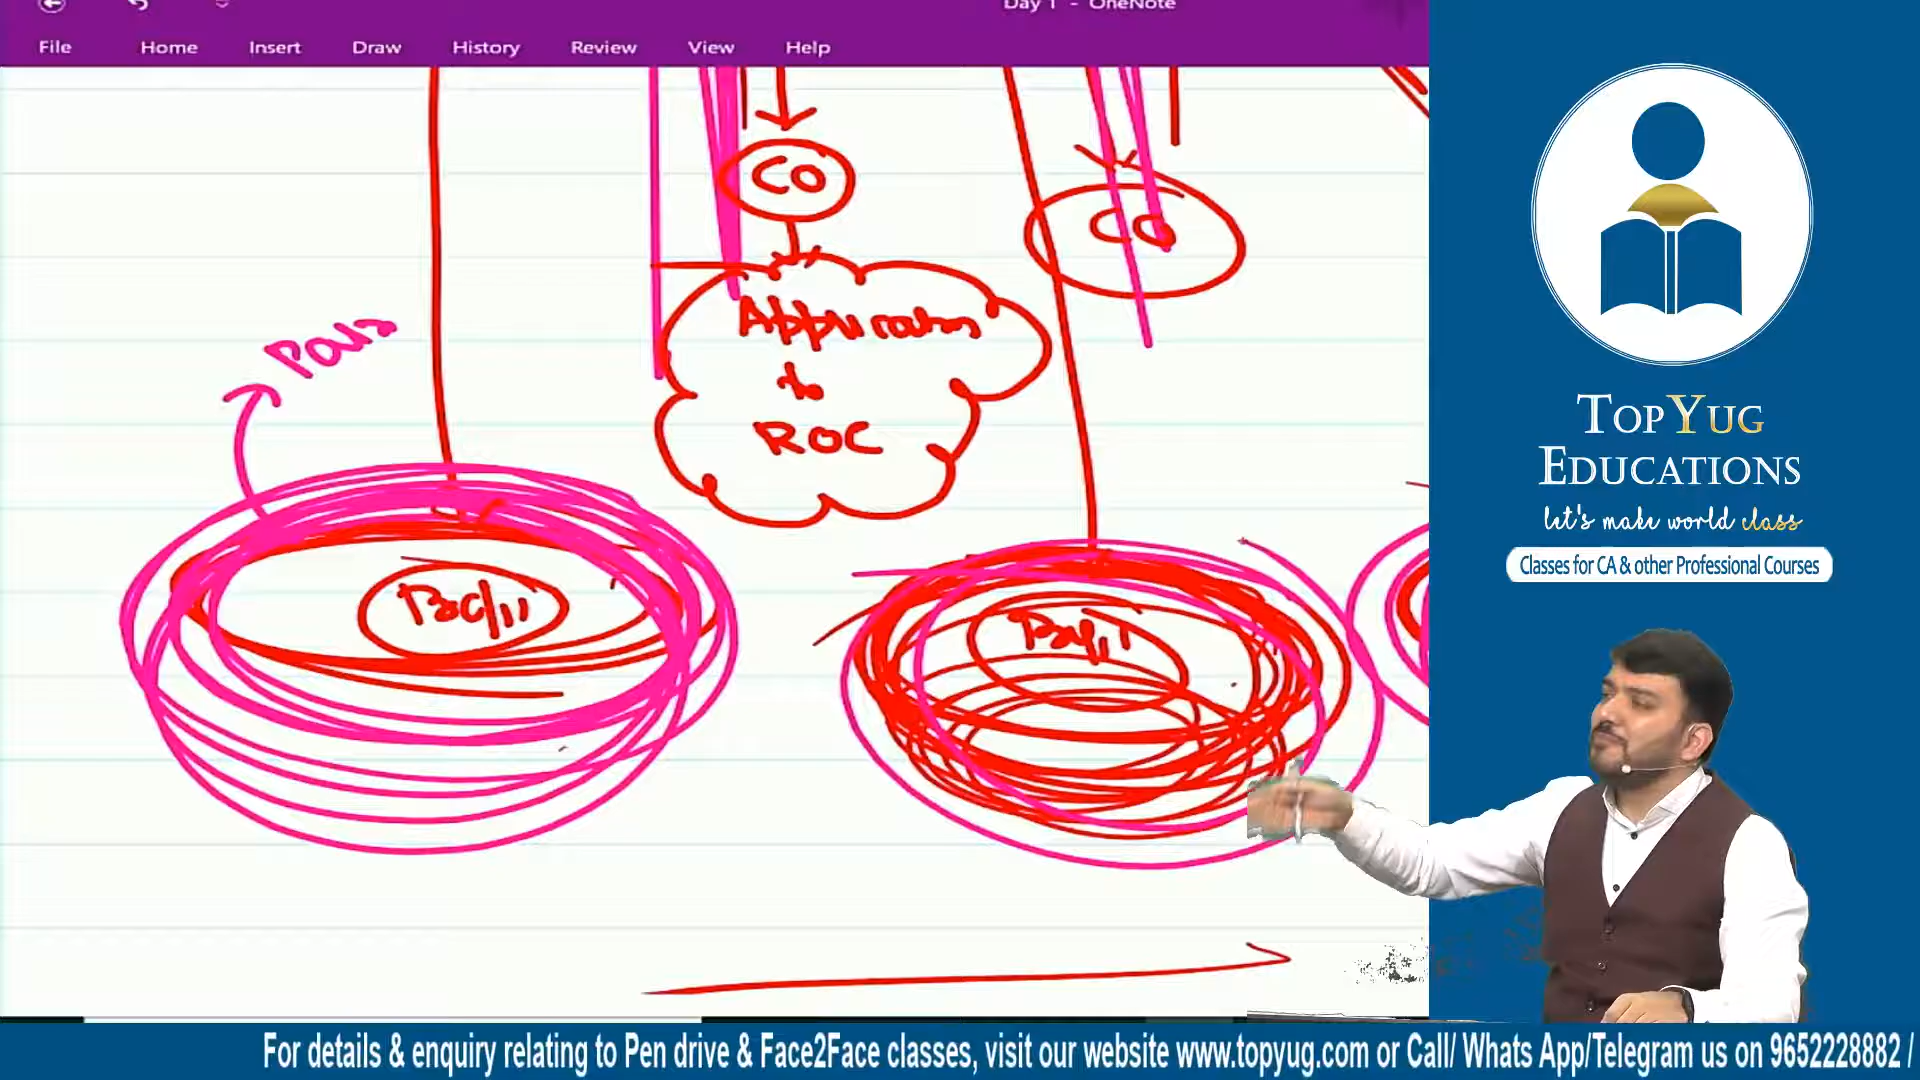 Day 1 - OneNote
File Home Insert Draw History Review View Help
CO
CO
to
ROC
TOPYUG
EDUCATIONS
let's make world class
Classes for CA & other Professional Courses
For details & enquiry relating to Pen drive & Face2Face classes, visit our website www.topyug.com or Call/ Whats App/Telegram us on 9652228882 /